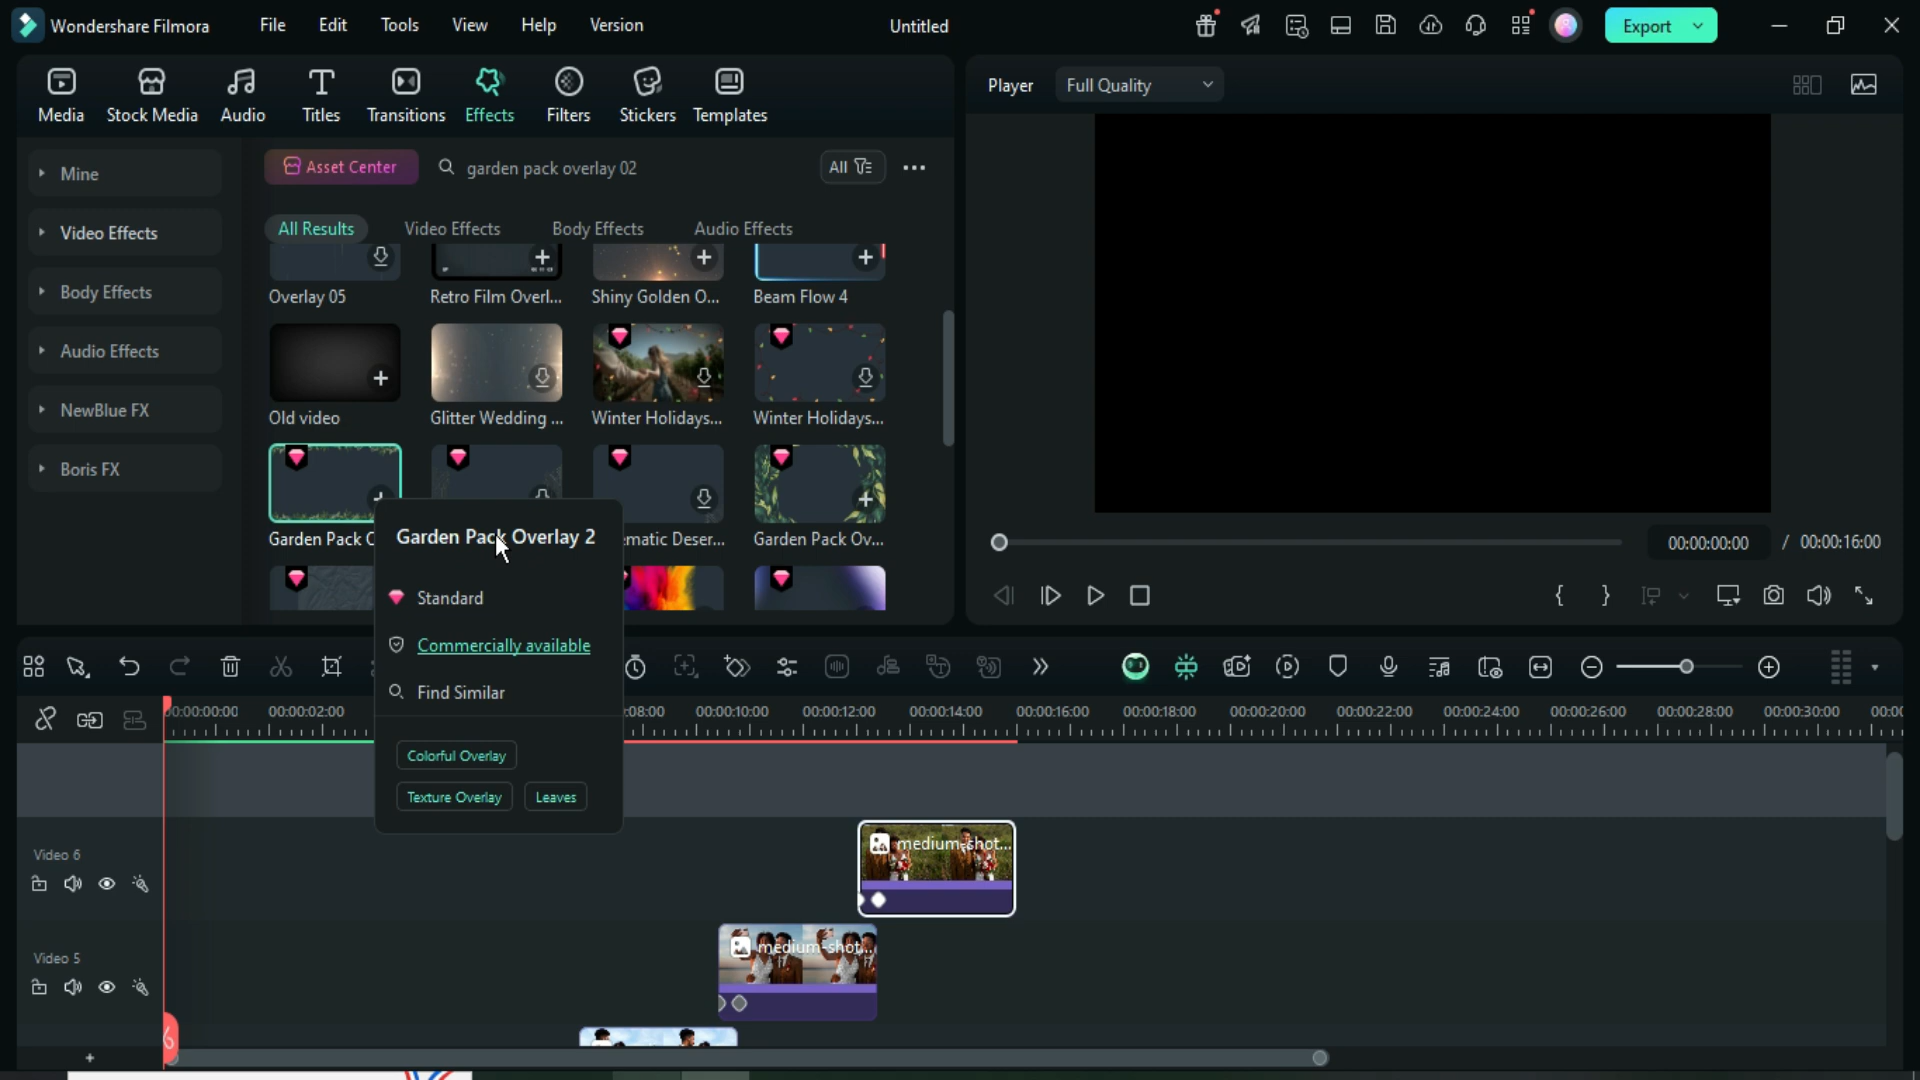 Wondershare Filmora
File
Edit
Tools
View
Help
Version
Untitled
Export
Media
Stock Media
Audio
Titles
Transitions
Effects
Filters
Stickers
Templates
Player
Full Quality
Mine
Video Effects
Body Effects
Audio Effects
NewBlue FX
Boris FX
Asset Center
garden pack overlay 02
All
All Results
Video Effects
Body Effects
Audio Effects
Overlay 05
Retro Film Overl...
Shiny Golden O...
Beam Flow 4
Old video
Glitter Wedding ...
Winter Holidays...
Winter Holidays...
Garden Pack
ematic Deser...
Garden Pack Ov...
Garden Pack Overlay 2
Standard
Commercially available
Find Similar
Colorful Overlay
Texture Overlay
Leaves
00:00:00:00
/ 00:00:16:00
00:00:00:00
00:00:02:00
:08:00
00:00:10:00
00:00:12:00
00:00:14:00
00:00:16:00
00:00:18:00
00:00:20:00
00:00:22:00
00:00:24:00
00:00:26:00
00:00:28:00
00:00:30:00
00:00
Video 6
medium-shot...
Video 5
medium-shot...